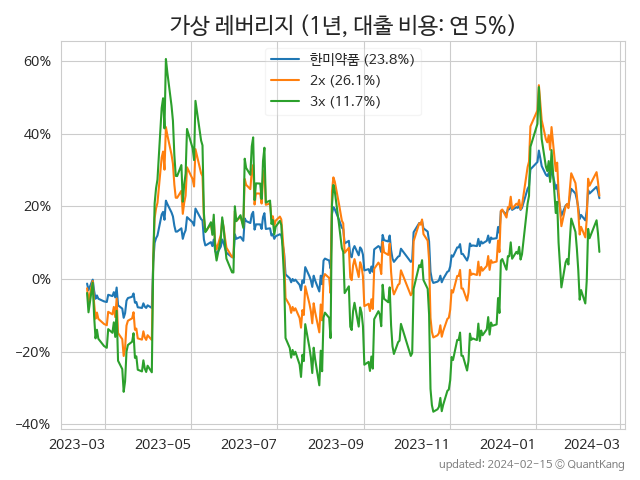 가상 레버리지 (1년, 대출 비용: 연 5%)
한미약품 (23.8%)
2x (26.1%)
3x (11.7%)
60%
40%
20%
0%
−20%
−40%
2023-03 2023-05 2023-07 2023-09 2023-11 2024-01 2024-03
updated: 2024-02-15 © QuantKang